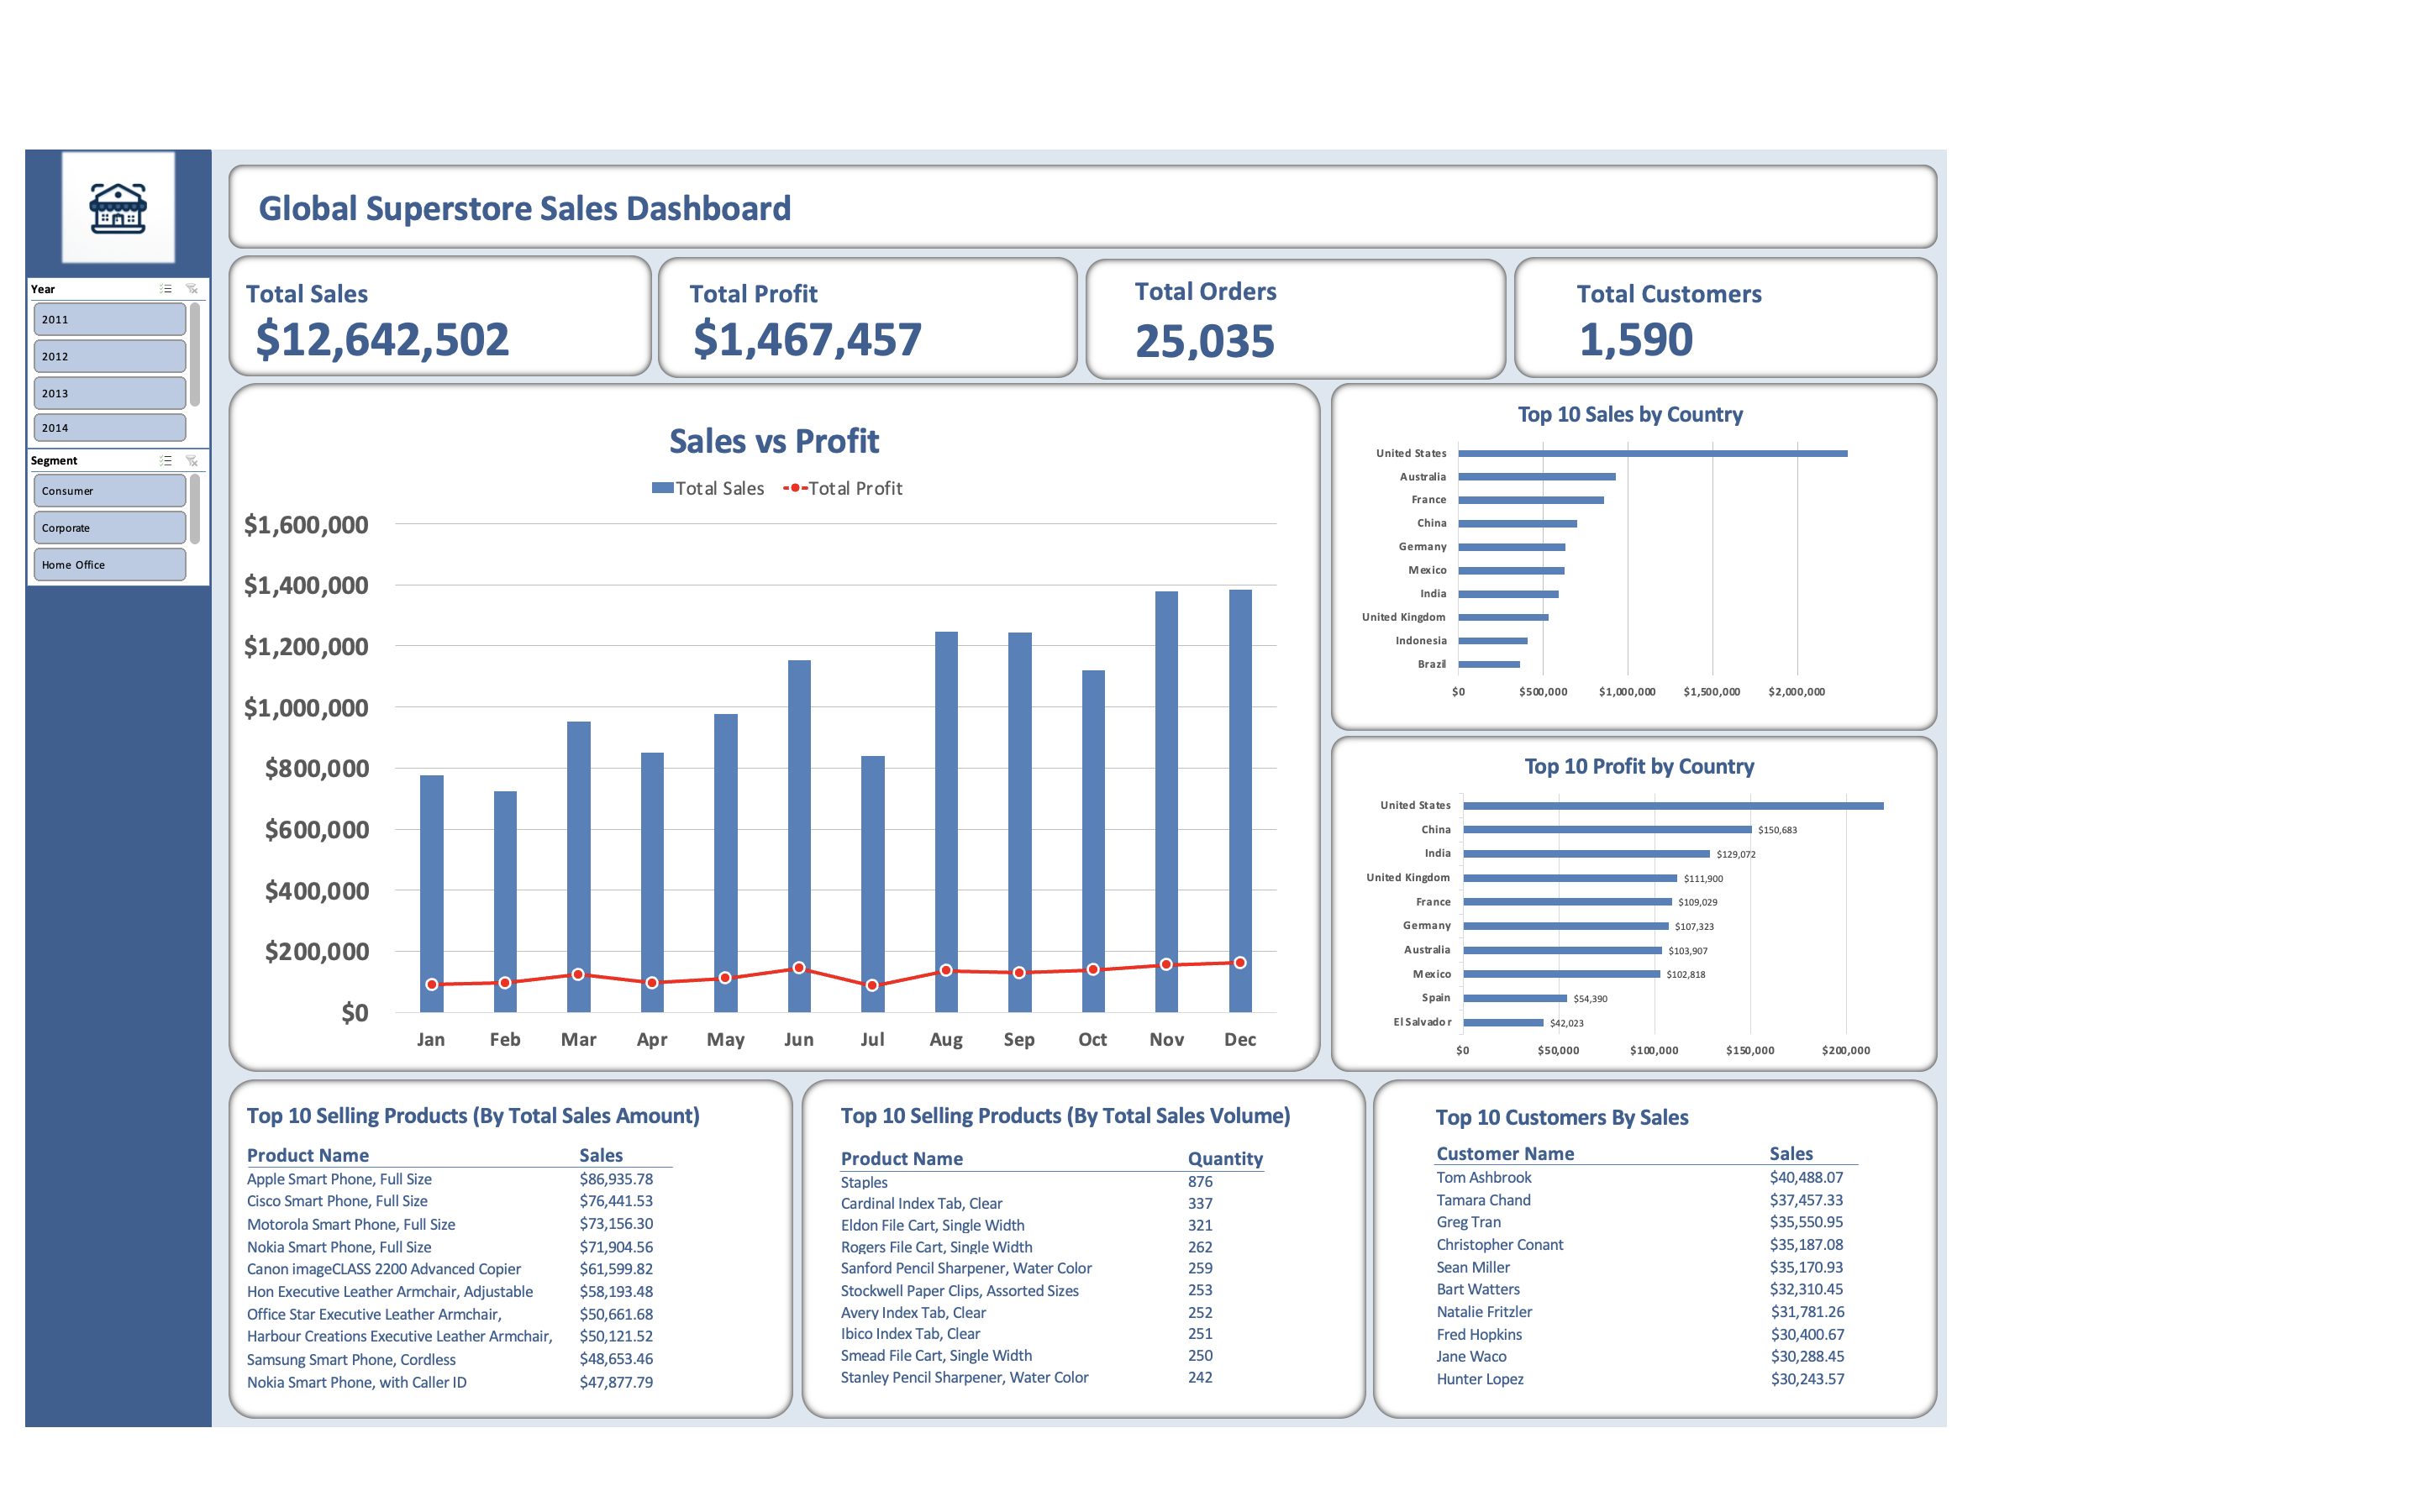 Global Superstore Sales Dashboard
Year
2011
2012
2013
2014
Segment
Consumer
Corporate
Home Office
Total Sales
$12,642,502
Total Profit
$1,467,457
Total Orders
25,035
Total Customers
1,590
Sales vs Profit
Total Sales Total Profit
$1,600,000
$1,400,000
$1,200,000
$1,000,000
$800,000
$600,000
$400,000
$200,000
$0
Jan Feb Mar Apr May Jun Jul Aug Sep Oct Nov Dec
Top 10 Sales by Country
United States
Australia
France
China
Germany
Mexico
India
United Kingdom
Indonesia
Brazil
$0 $500,000 $1,000,000 $1,500,000 $2,000,000
Top 10 Profit by Country
United States
China $150,683
India $129,072
United Kingdom $111,900
France $109,029
Germany $107,323
Australia $103,907
Mexico $102,818
Spain $54,390
El Salvador $42,023
$0 $50,000 $100,000 $150,000 $200,000
Top 10 Selling Products (By Total Sales Amount)
Product Name Sales
Apple Smart Phone, Full Size $86,935.78
Cisco Smart Phone, Full Size $76,441.53
Motorola Smart Phone, Full Size $73,156.30
Nokia Smart Phone, Full Size $71,904.56
Canon imageCLASS 2200 Advanced Copier $61,599.82
Hon Executive Leather Armchair, Adjustable $58,193.48
Office Star Executive Leather Armchair, $50,661.68
Harbour Creations Executive Leather Armchair, $50,121.52
Samsung Smart Phone, Cordless $48,653.46
Nokia Smart Phone, with Caller ID $47,877.79
Top 10 Selling Products (By Total Sales Volume)
Product Name Quantity
Staples 876
Cardinal Index Tab, Clear 337
Eldon File Cart, Single Width 321
Rogers File Cart, Single Width 262
Sanford Pencil Sharpener, Water Color 259
Stockwell Paper Clips, Assorted Sizes 253
Avery Index Tab, Clear 252
Ibico Index Tab, Clear 251
Smead File Cart, Single Width 250
Stanley Pencil Sharpener, Water Color 242
Top 10 Customers By Sales
Customer Name Sales
Tom Ashbrook $40,488.07
Tamara Chand $37,457.33
Greg Tran $35,550.95
Christopher Conant $35,187.08
Sean Miller $35,170.93
Bart Watters $32,310.45
Natalie Fritzler $31,781.26
Fred Hopkins $30,400.67
Jane Waco $30,288.45
Hunter Lopez $30,243.57